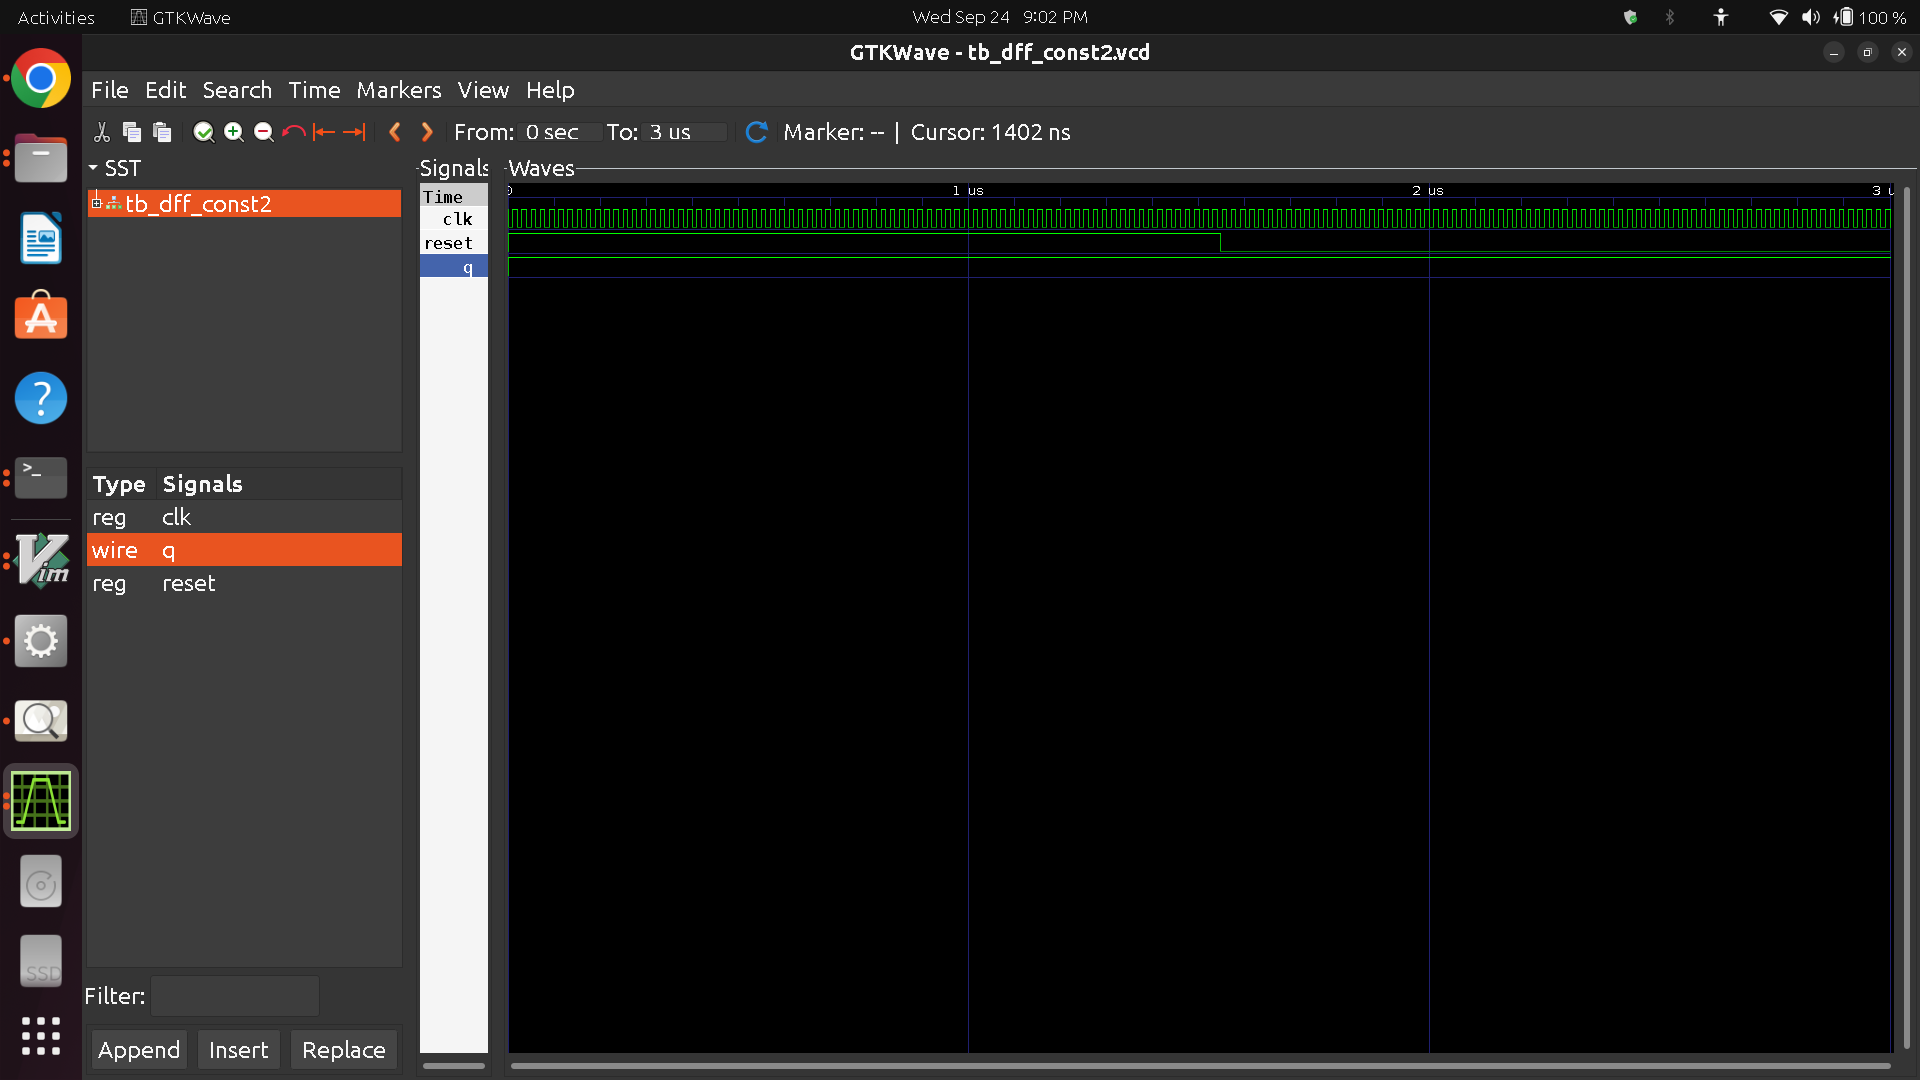 Activities GTKWave Wed Sep 24 9:02 PM 100 %
GTKWave - tb_dff_const2.vcd
File Edit Search Time Markers View Help
From: 0 sec To: 3 us Marker: -- | Cursor: 1402 ns
SST Signals Waves
tb_dff_const2
Time 0 1 us 2 us 3 u
clk
reset
q
Type Signals
reg clk
wire q
reg reset
>_
Vim
SSD
Filter:
Append Insert Replace